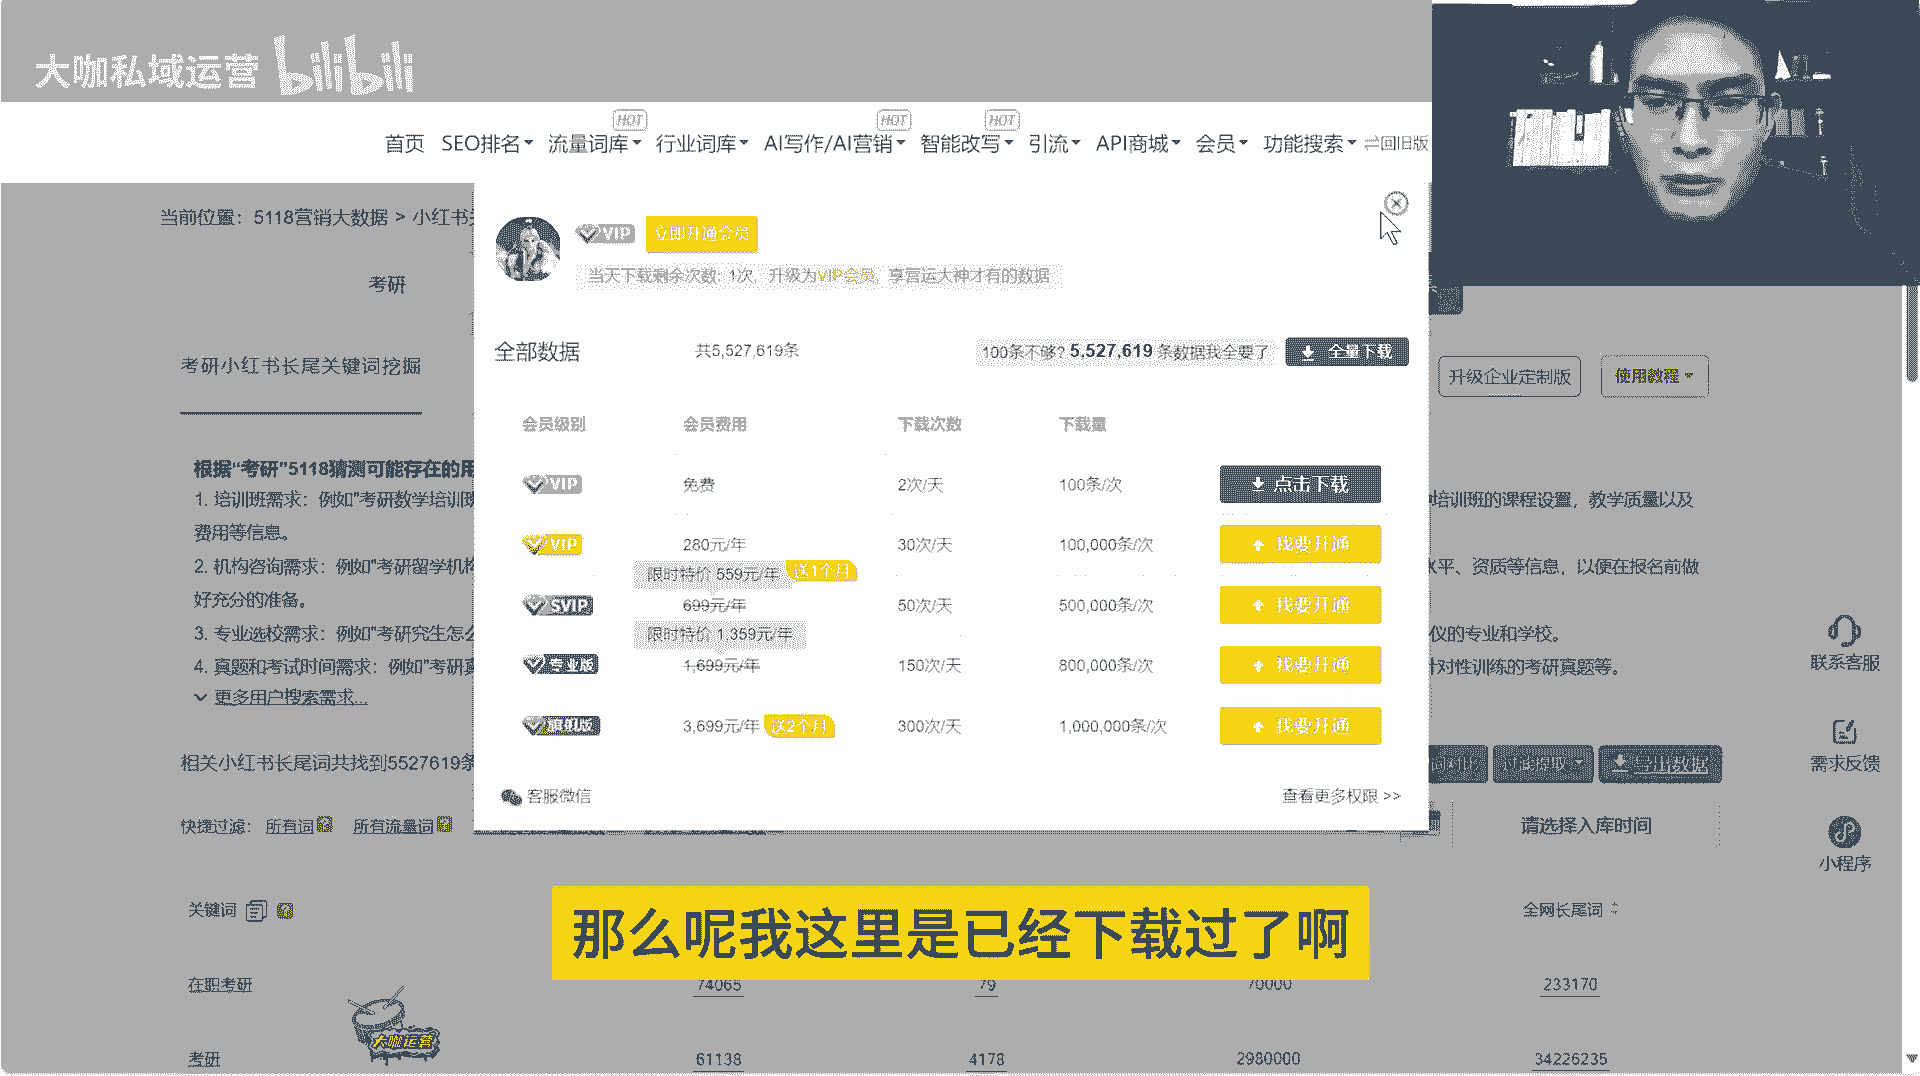 大咖私域运营 bilibili
HOT HOT HOT
首页 SEO排名 流量词库 行业词库 AI写作/AI营销 智能改写 引流 API商城 会员 功能搜索 回旧版
当前位置：5118营销大数据 > 小红书
VIP 立即开通会员
当天下载剩余次数: 1次，升级为VIP会员，享营运大神才有的数据
考研
全部数据 共5,527,619条 100条不够? 5,527,619 条数据我全要了 全量下载
考研小红书长尾关键词挖掘
升级企业定制版 使用教程
会员级别 会员费用 下载次数 下载量
根据“考研”5118猜测可能存在的用
VIP 免费 2次/天 100条/次 点击下载
1. 培训班需求：例如"考研数学培训班
培训班的课程设置，教学质量以及
费用等信息。
VIP 280元/年 30次/天 100,000条/次 我要开通
2. 机构咨询需求：例如"考研留学机构
水平、资质等信息，以便在报名前做
限时特价 559元/年 送1个月
好充分的准备。
SVIP 699元/年 50次/天 500,000条/次 我要开通
3. 专业选校需求：例如"考研究生怎么
仪的专业和学校。
限时特价 1,359元/年
专业版 1,699元/年 150次/天 800,000条/次 我要开通
4. 真题和考试时间需求：例如"考研真
针对性训练的考研真题等。
更多用户搜索需求...
旗舰版 3,699元/年 送2个月 300次/天 1,000,000条/次 我要开通
联系客服
相关小红书长尾词共找到5527619条
过滤提取 导出数据
需求反馈
客服微信 查看更多权限 >>
快捷过滤： 所有词 所有流量词
请选择入库时间
小程序
关键词 全网长尾词
那么呢我这里是已经下载过了啊
在职考研 74065 79 70000 233170
大咖运营
考研 61138 4178 2980000 34226235